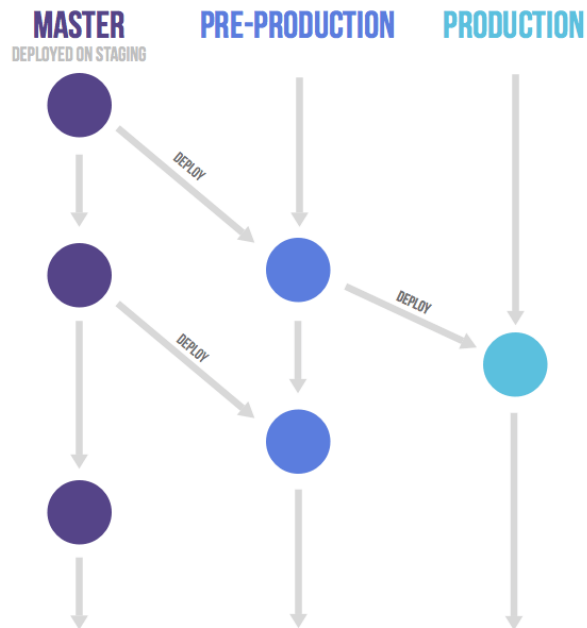 MASTER
DEPLOYED ON STAGING
PRE-PRODUCTION
PRODUCTION
DEPLOY
DEPLOY
DEPLOY